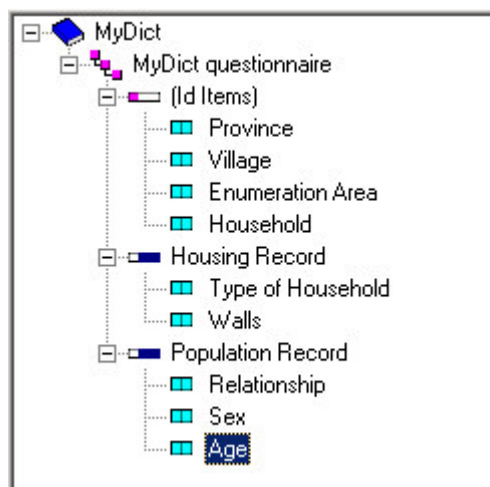 MyDict
MyDict questionnaire
(Id Items)
Province
Village
Enumeration Area
Household
Housing Record
Type of Household
Walls
Population Record
Relationship
Sex
Age